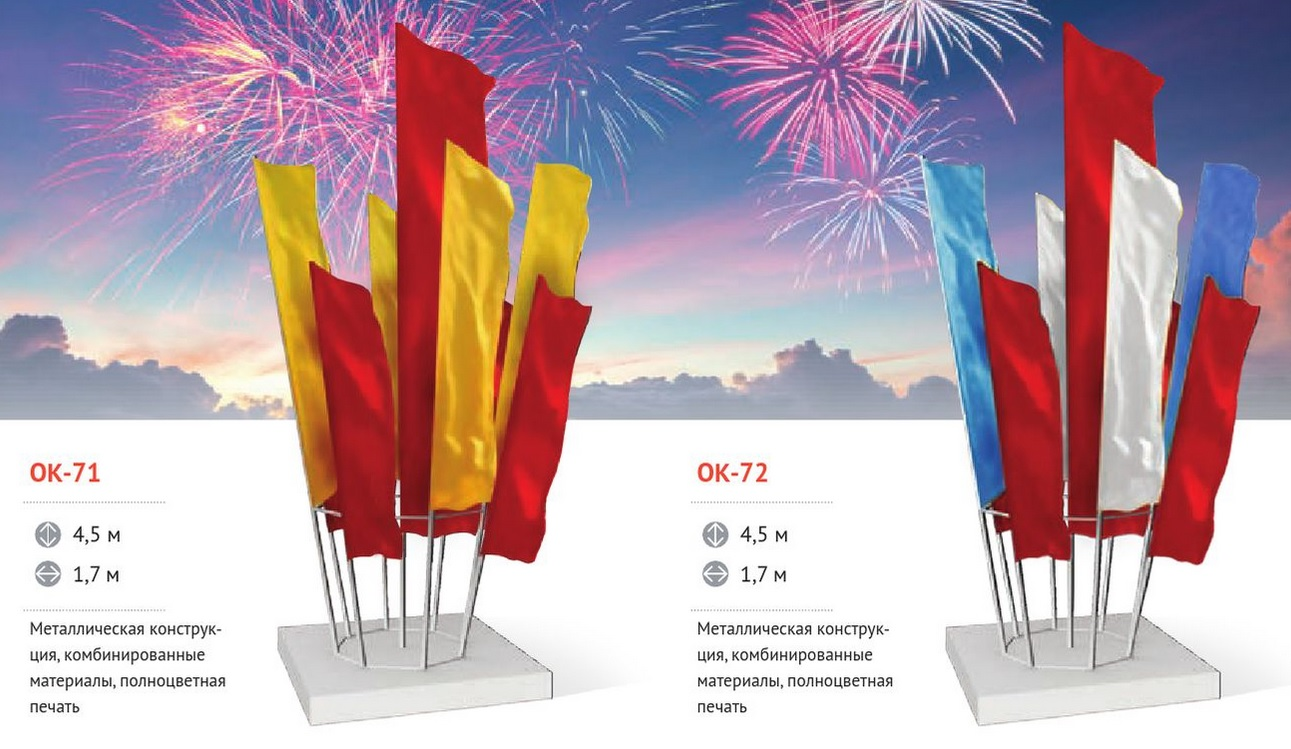 ОК-71
4,5 м
1,7 м
Металлическая конструк-
ция, комбинированные
материалы, полноцветная
печать
ОК-72
4,5 м
1,7 м
Металлическая конструк-
ция, комбинированные
материалы, полноцветная
печать